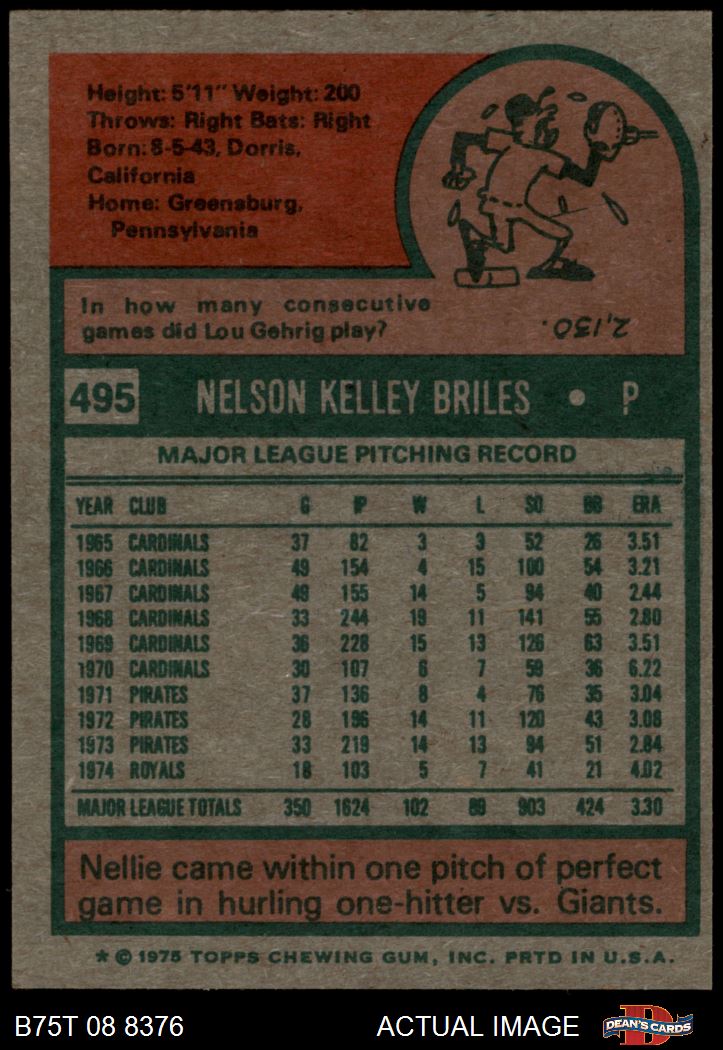 Height: 5'11" Weight: 200
Throws: Right Bats: Right
Born: 8-5-43, Dorris,
California
Home: Greensburg,
Pennsylvania
In how many consecutive
games did Lou Gehrig play?
2,130.
495 NELSON KELLEY BRILES • P
MAJOR LEAGUE PITCHING RECORD
YEAR CLUB G IP W L SO BB ERA
1965 CARDINALS 37 82 3 3 52 26 3.51
1966 CARDINALS 49 154 4 15 100 54 3.21
1967 CARDINALS 49 155 14 5 94 40 2.44
1968 CARDINALS 33 244 19 11 141 55 2.80
1969 CARDINALS 36 228 15 13 126 63 3.51
1970 CARDINALS 30 107 6 7 59 36 6.22
1971 PIRATES 37 136 8 4 76 35 3.04
1972 PIRATES 28 196 14 11 120 43 3.08
1973 PIRATES 33 219 14 13 94 51 2.84
1974 ROYALS 18 103 5 7 41 21 4.02
MAJOR LEAGUE TOTALS 350 1624 102 89 903 424 3.30
Nellie came within one pitch of perfect
game in hurling one-hitter vs. Giants.
* © 1975 TOPPS CHEWING GUM, INC. PRTD IN U.S.A.
B75T 08 8376 ACTUAL IMAGE D DEAN'S CARDS